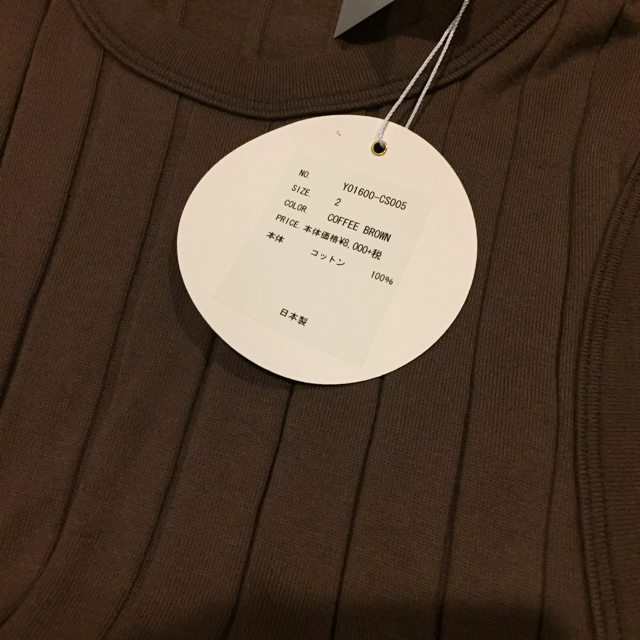 NO. YO1600-CS005
SIZE 2
COLOR COFFEE BROWN
PRICE 本体価格¥8,000+税
本体 コットン 100%
日本製